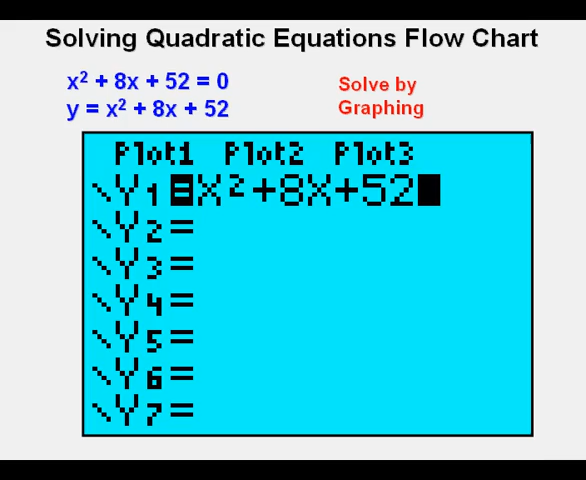 Solving Quadratic Equations Flow Chart
x² + 8x + 52 = 0
y = x² + 8x + 52
Solve by
Graphing
Plot1 Plot2 Plot3
\Y1=X²+8X+52
\Y2=
\Y3=
\Y4=
\Y5=
\Y6=
\Y7=